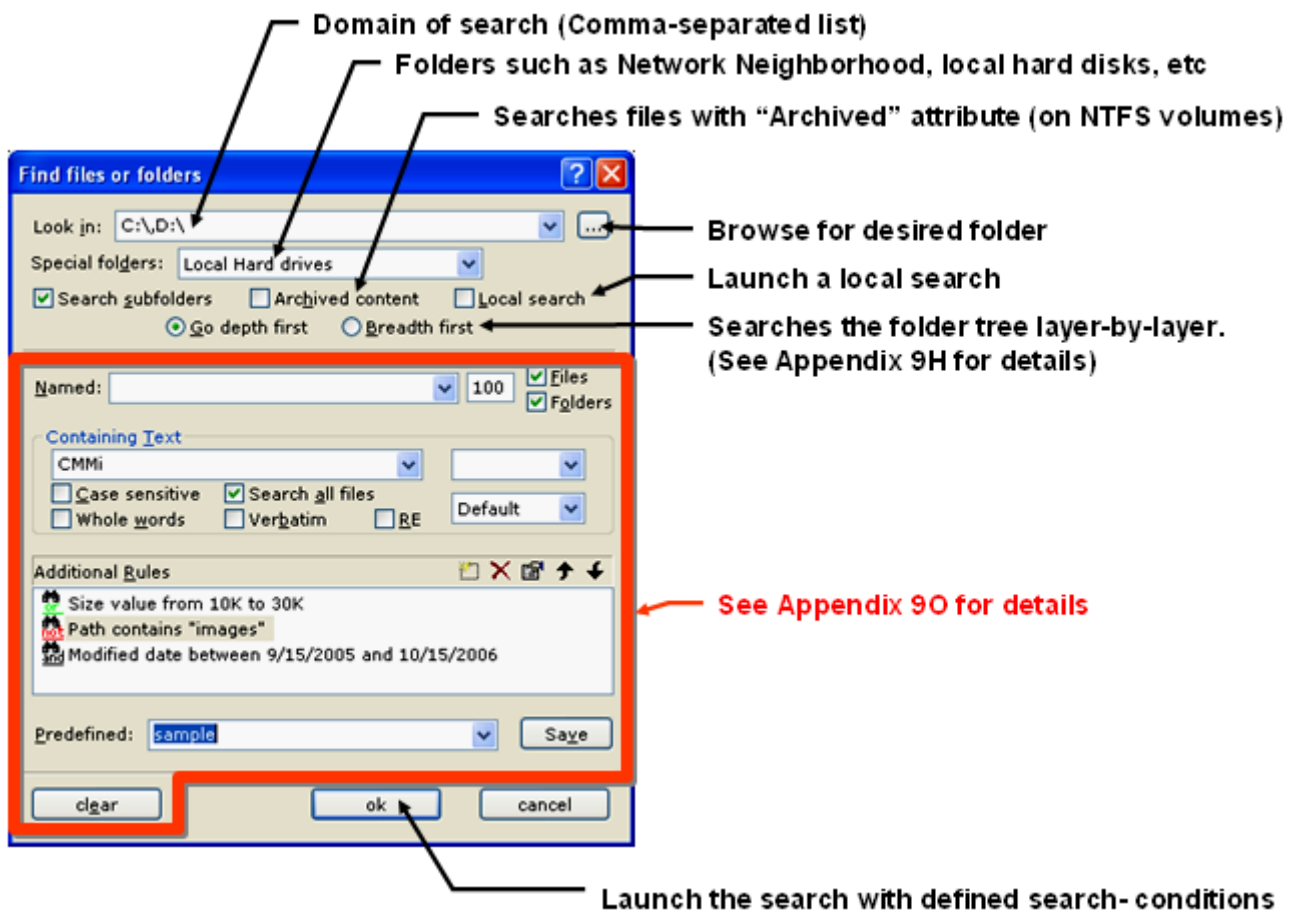 Domain of search (Comma-separated list)
Folders such as Network Neighborhood, local hard disks, etc
Searches files with “Archived” attribute (on NTFS volumes)
Find files or folders
Look in: C:\,D:\ ...
Browse for desired folder
Special folders: Local Hard drives
Launch a local search
Search subfolders Archived content Local search
Go depth first Breadth first
Searches the folder tree layer-by-layer.
(See Appendix 9H for details)
Named: 100 Files
Folders
Containing Text
CMMi
Case sensitive Search all files
Whole words Verbatim RE Default
Additional Rules
or Size value from 10K to 30K
See Appendix 9O for details
not Path contains "images"
and Modified date between 9/15/2005 and 10/15/2006
Predefined: sample Save
clear ok cancel
Launch the search with defined search- conditions